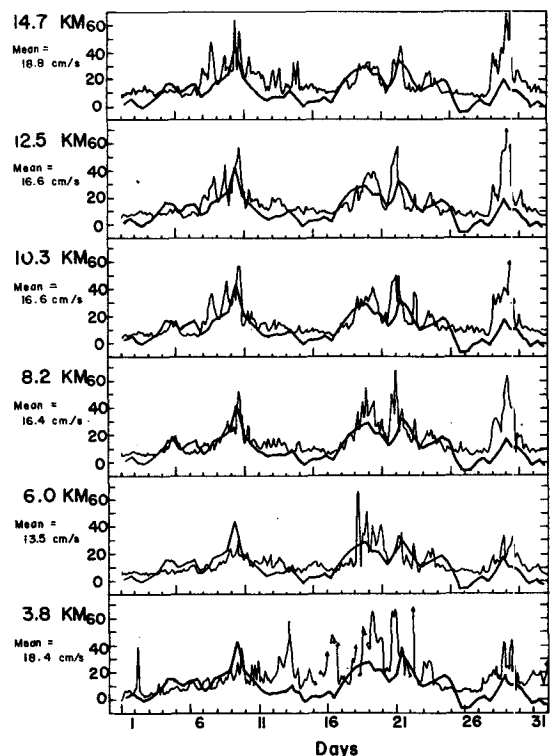 14.7 KM
Mean =
18.8 cm/s
60
40
20
0
12.5 KM
Mean =
16.6 cm/s
60
40
20
0
10.3 KM
Mean =
16.6 cm/s
60
40
20
0
8.2 KM
Mean =
16.4 cm/s
60
40
20
0
6.0 KM
Mean =
13.5 cm/s
60
40
20
0
3.8 KM
Mean =
18.4 cm/s
60
40
20
0
1 6 11 16 21 26 31
Days